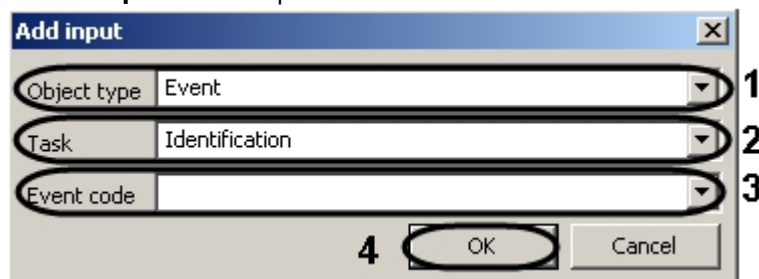 Add input
Object type Event 1
Task Identification 2
Event code 3
4 OK Cancel